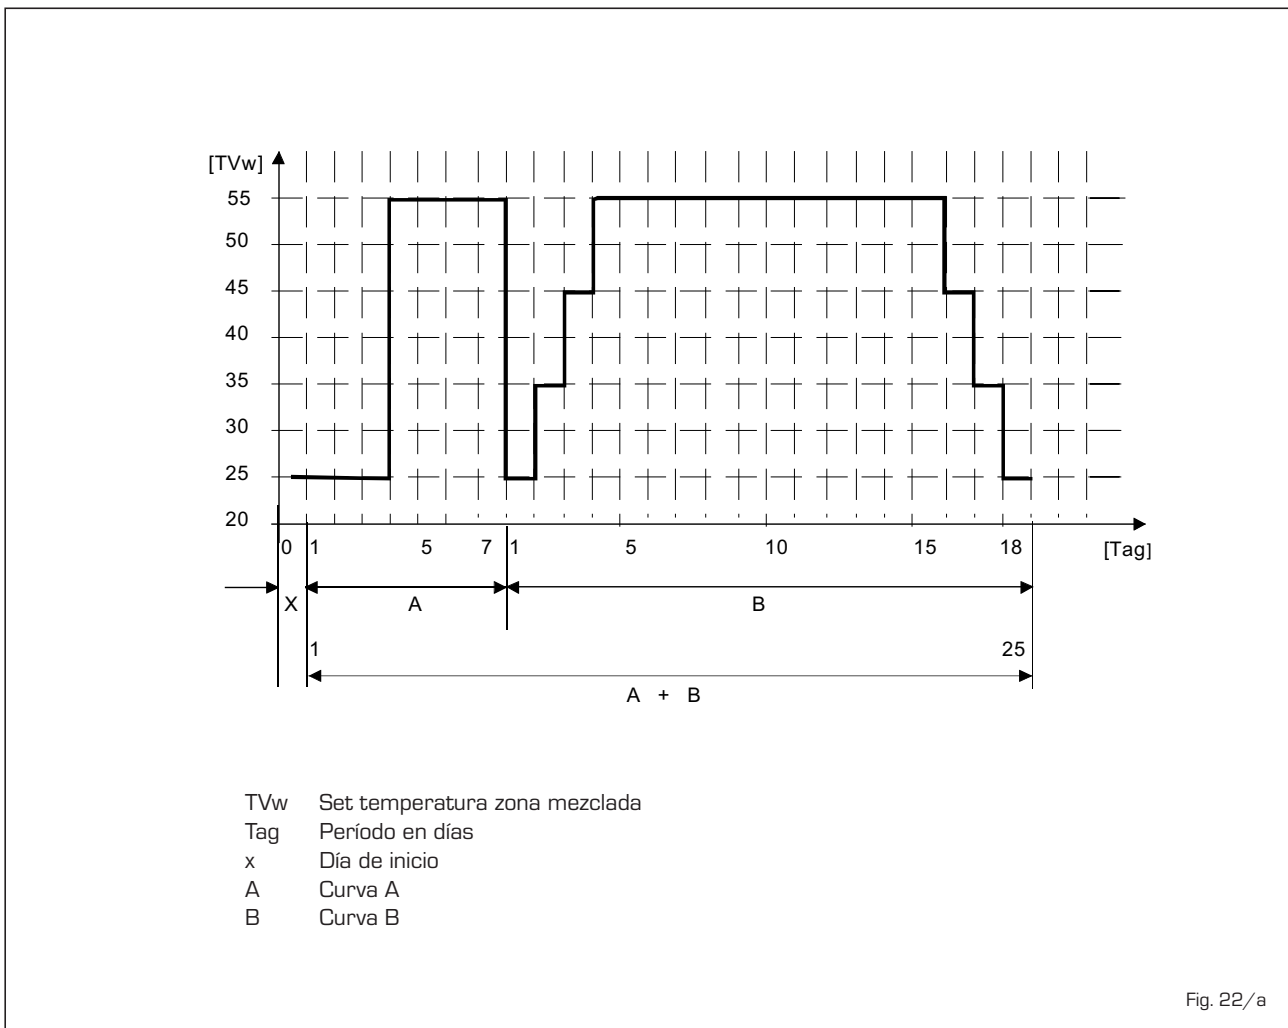 [TVw]
55
50
45
40
35
30
25
20
0 1 5 7 1 5 10 15 18 [Tag]
X A B
1 25
A + B
TVw Set temperatura zona mezclada
Tag Período en días
x Día de inicio
A Curva A
B Curva B
Fig. 22/a